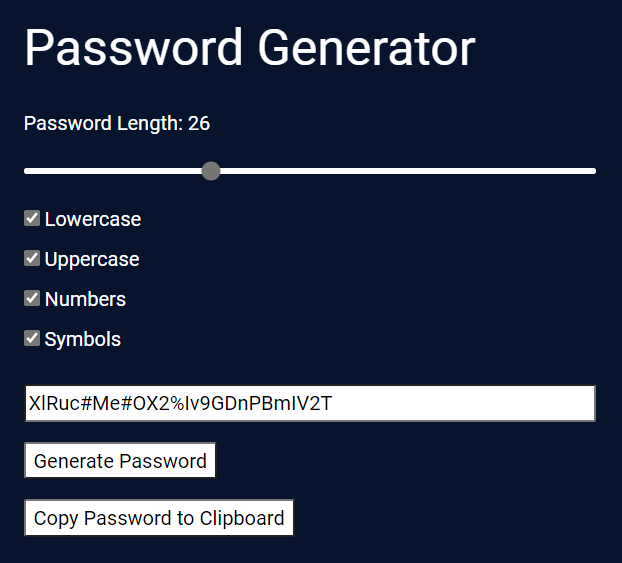 Password Generator
Password Length: 26
Lowercase
Uppercase
Numbers
Symbols
XlRuc#Me#OX2%Iv9GDnPBmIV2T
Generate Password
Copy Password to Clipboard